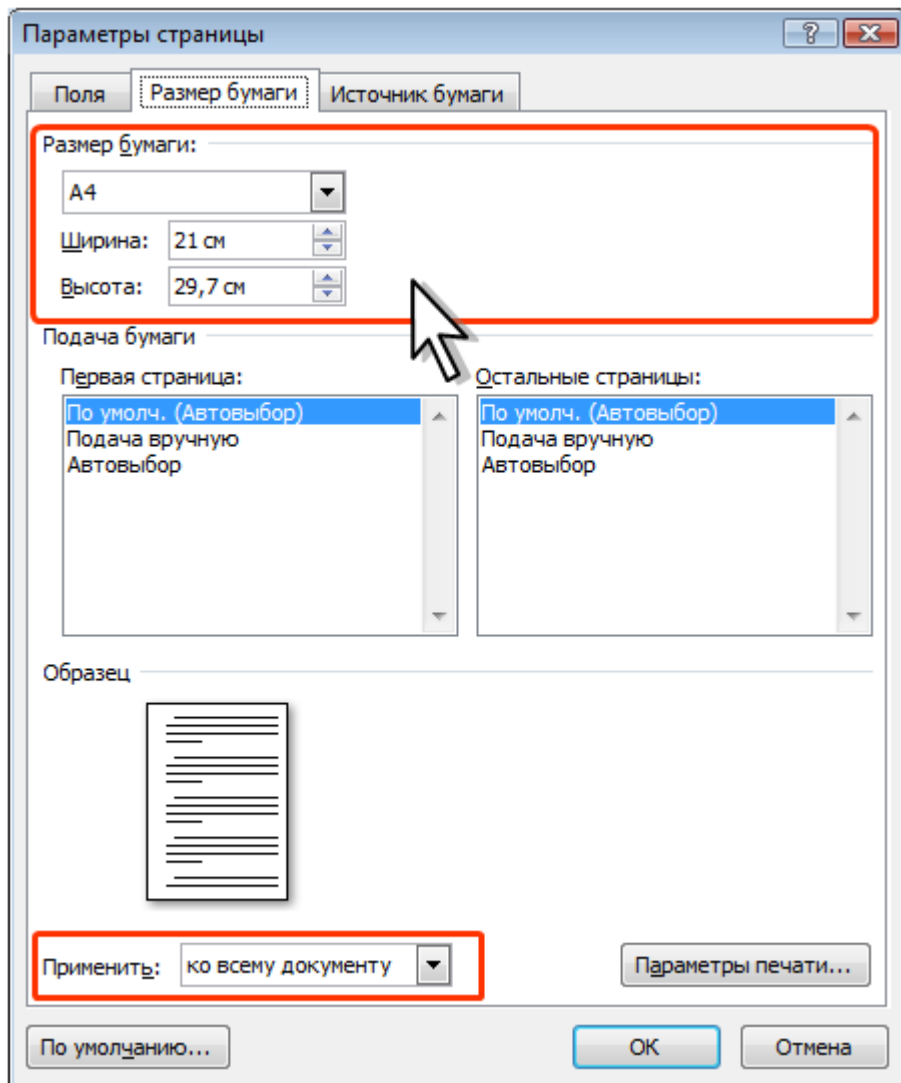 Параметры страницы
Поля Размер бумаги Источник бумаги
Размер бумаги:
A4
Ширина: 21 см
Высота: 29,7 см
Подача бумаги
Первая страница: Остальные страницы:
По умолч. (Автовыбор) По умолч. (Автовыбор)
Подача вручную Подача вручную
Автовыбор Автовыбор
Образец
Применить: ко всему документу Параметры печати...
По умолчанию... ОК Отмена